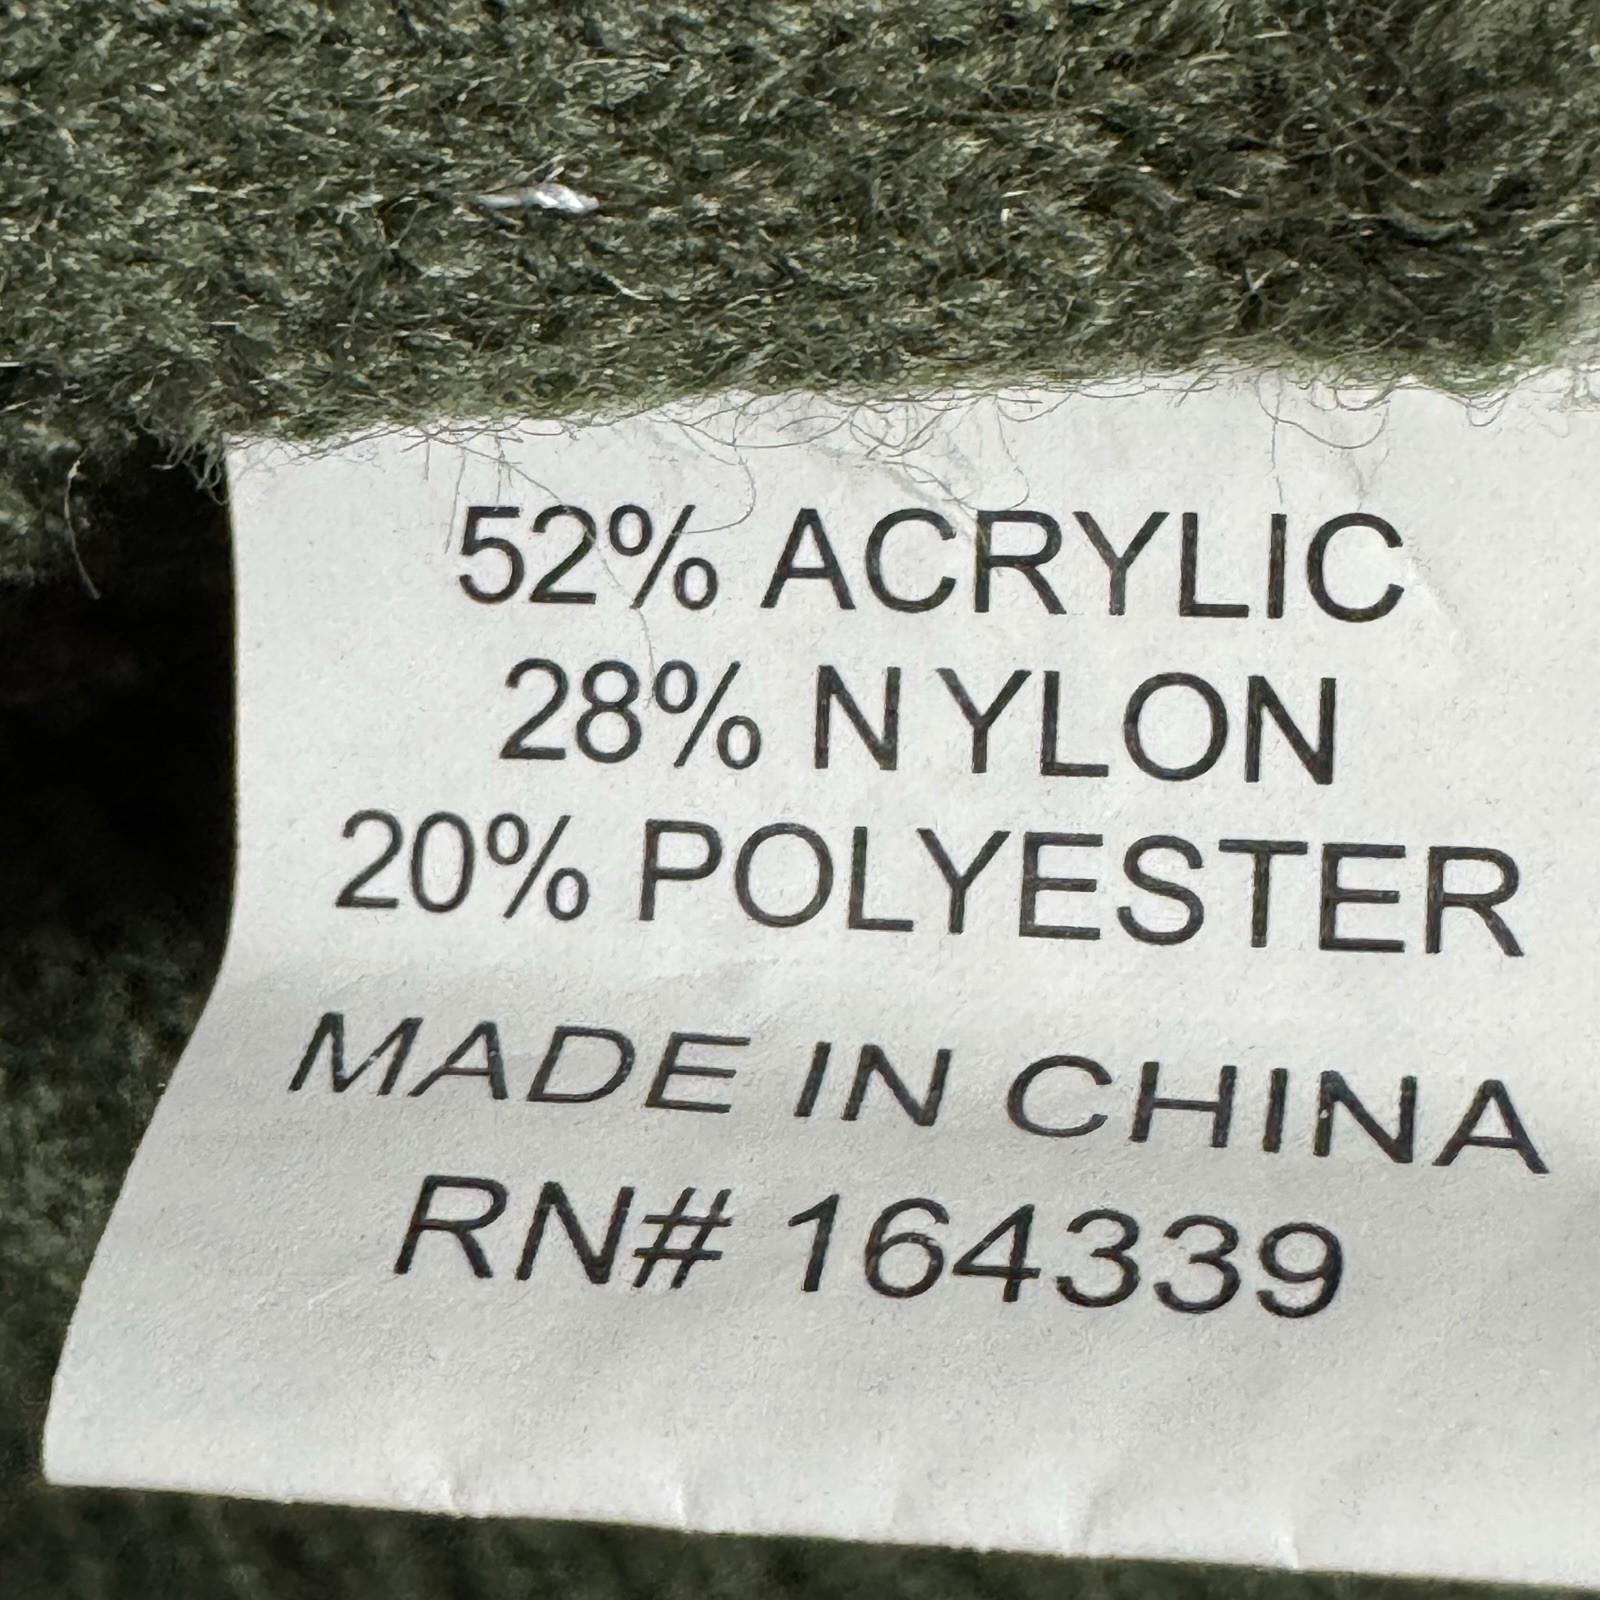 52% ACRYLIC
28% NYLON
20% POLYESTER
MADE IN CHINA
RN# 164339